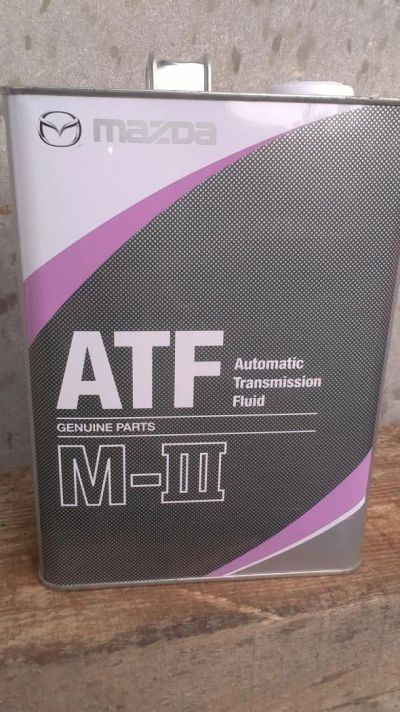 mazda
ATF
Automatic
Transmission
Fluid
GENUINE PARTS
M-III